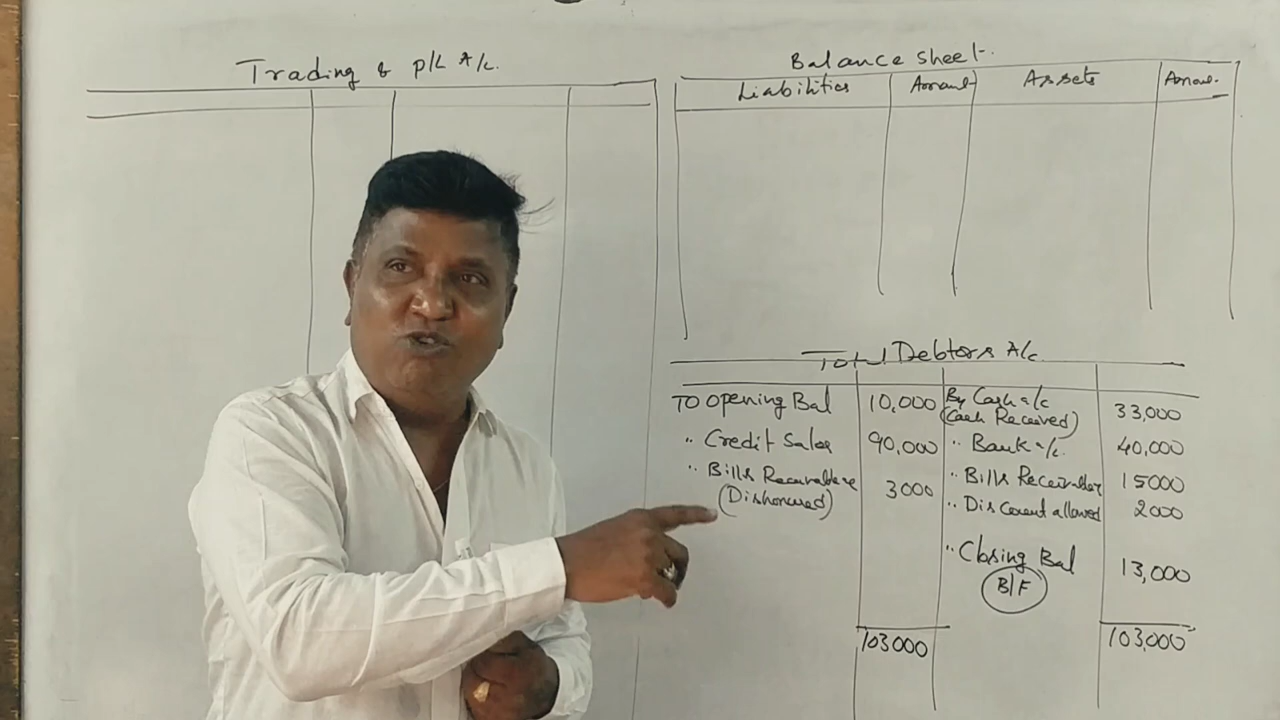 Trading & P/L A/c.
Balance Sheet
Liabilities Amount Assets Amou.
Total Debtors A/c
To Opening Bal 10,000 By Cash a/c 33,000
(Cash Received)
" Credit Sales 90,000 " Bank a/c. 40,000
" Bills Receivable 3000 " Bills Receivable 15000
(Dishonured) " Discount allowed 2000
" Closing Bal 13,000
B/F
103000 103,000